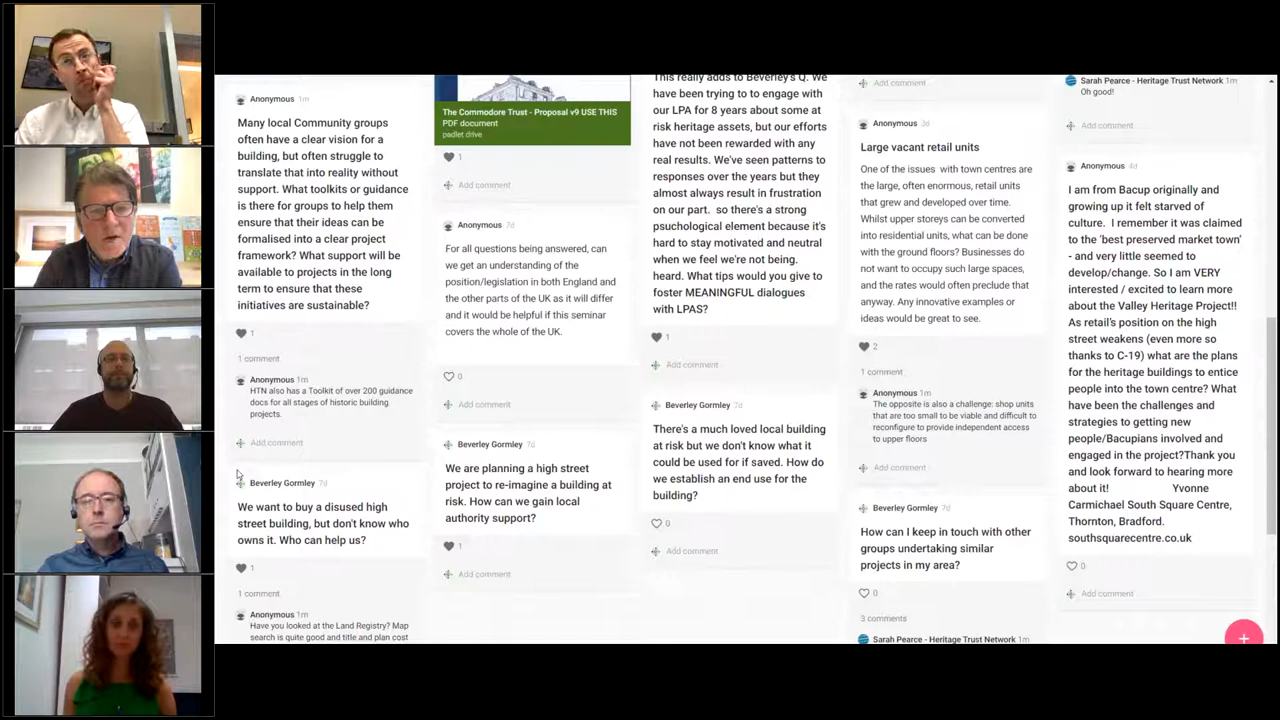 Anonymous 1m
Many local Community groups
often have a clear vision for a
building, but often struggle to
translate that into reality without
support. What toolkits or guidance
is there for groups to help them
ensure that their ideas can be
formalised into a clear project
framework? What support will be
available to projects in the long
term to ensure that these
initiatives are sustainable?
1
1 comment
Anonymous 1m
HTN also has a Toolkit of over 200 guidance
docs for all stages of historic building
projects.
Add comment
Beverley Gormley 7d
We want to buy a disused high
street building, but don't know who
owns it. Who can help us?
1
1 comment
Anonymous 1m
Have you looked at the Land Registry? Map
search is quite good and title and plan cost
The Commodore Trust - Proposal v9 USE THIS
PDF document
padlet drive
1
Add comment
Anonymous 7d
For all questions being answered, can
we get an understanding of the
position/legislation in both England and
the other parts of the UK as it will differ
and it would be helpful if this seminar
covers the whole of the UK.
0
Add comment
Beverley Gormley 7d
We are planning a high street
project to re-imagine a building at
risk. How can we gain local
authority support?
1
Add comment
This really adds to Beverley's Q. We
have been trying to to engage with
our LPA for 8 years about some at
risk heritage assets, but our efforts
have not been rewarded with any
real results. We've seen patterns to
responses over the years but they
almost always result in frustration
on our part. so there's a strong
psuchological element because it's
hard to stay motivated and neutral
when we feel we're not being.
heard. What tips would you give to
foster MEANINGFUL dialogues
with LPAS?
1
Add comment
Beverley Gormley 7d
There's a much loved local building
at risk but we don't know what it
could be used for if saved. How do
we establish an end use for the
building?
0
Add comment
Add comment
Anonymous 3d
Large vacant retail units
One of the issues with town centres are
the large, often enormous, retail units
that grew and developed over time.
Whilst upper storeys can be converted
into residential units, what can be done
with the ground floors? Businesses do
not want to occupy such large spaces,
and the rates would often preclude that
anyway. Any innovative examples or
ideas would be great to see.
2
1 comment
Anonymous 1m
The opposite is also a challenge: shop units
that are too small to be viable and difficult to
reconfigure to provide independent access
to upper floors
Add comment
Beverley Gormley 7d
How can I keep in touch with other
groups undertaking similar
projects in my area?
0
3 comments
Sarah Pearce - Heritage Trust Network 1m
Sarah Pearce - Heritage Trust Network 1m
Oh good!
Add comment
Anonymous 4d
I am from Bacup originally and
growing up it felt starved of
culture. I remember it was claimed
to the 'best preserved market town'
- and very little seemed to
develop/change. So I am VERY
interested / excited to learn more
about the Valley Heritage Project!!
As retail's position on the high
street weakens (even more so
thanks to C-19) what are the plans
for the heritage buildings to entice
people into the town centre? What
have been the challenges and
strategies to getting new
people/Bacupians involved and
engaged in the project?Thank you
and look forward to hearing more
about it! Yvonne
Carmichael South Square Centre,
Thornton, Bradford.
southsquarecentre.co.uk
0
Add comment